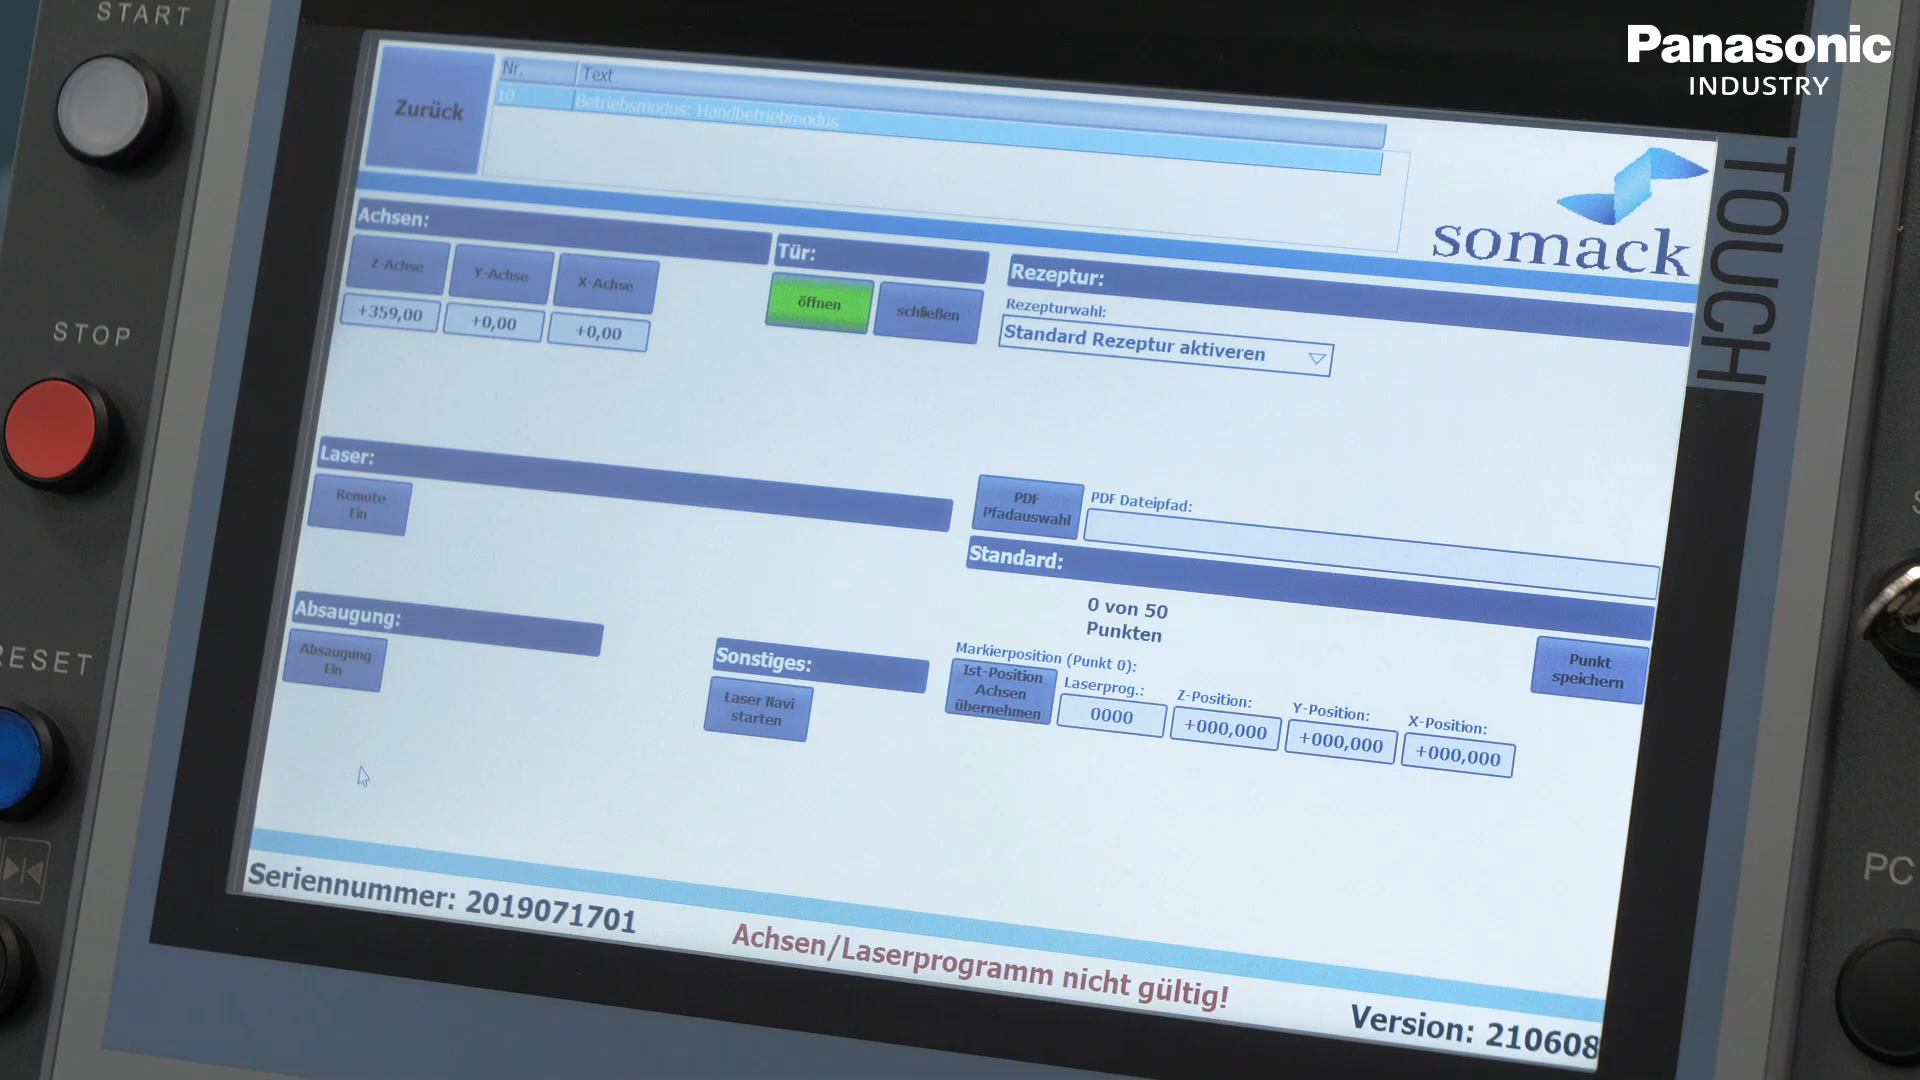 START
Panasonic
INDUSTRY
Zurück
Nr. Text
10 Betriebsmodus: Handbetriebmodus
somack
TOUCH
Achsen:
Z-Achse Y-Achse X-Achse
+359,00 +0,00 +0,00
Tür:
öffnen schließen
Rezeptur:
Rezepturwahl:
Standard Rezeptur aktiveren
STOP
Laser:
Remote
Ein
PDF
Pfadauswahl
PDF Dateipfad:
Standard:
0 von 50
Punkten
Punkt
speichern
Absaugung:
Absaugung
Ein
Sonstiges:
Laser Navi
starten
Markierposition (Punkt 0):
Ist-Position
Achsen
übernehmen
Laserprog.: Z-Position: Y-Position: X-Position:
0000 +000,000 +000,000 +000,000
RESET
PC
Seriennummer: 2019071701
Achsen/Laserprogramm nicht gültig!
Version: 210608